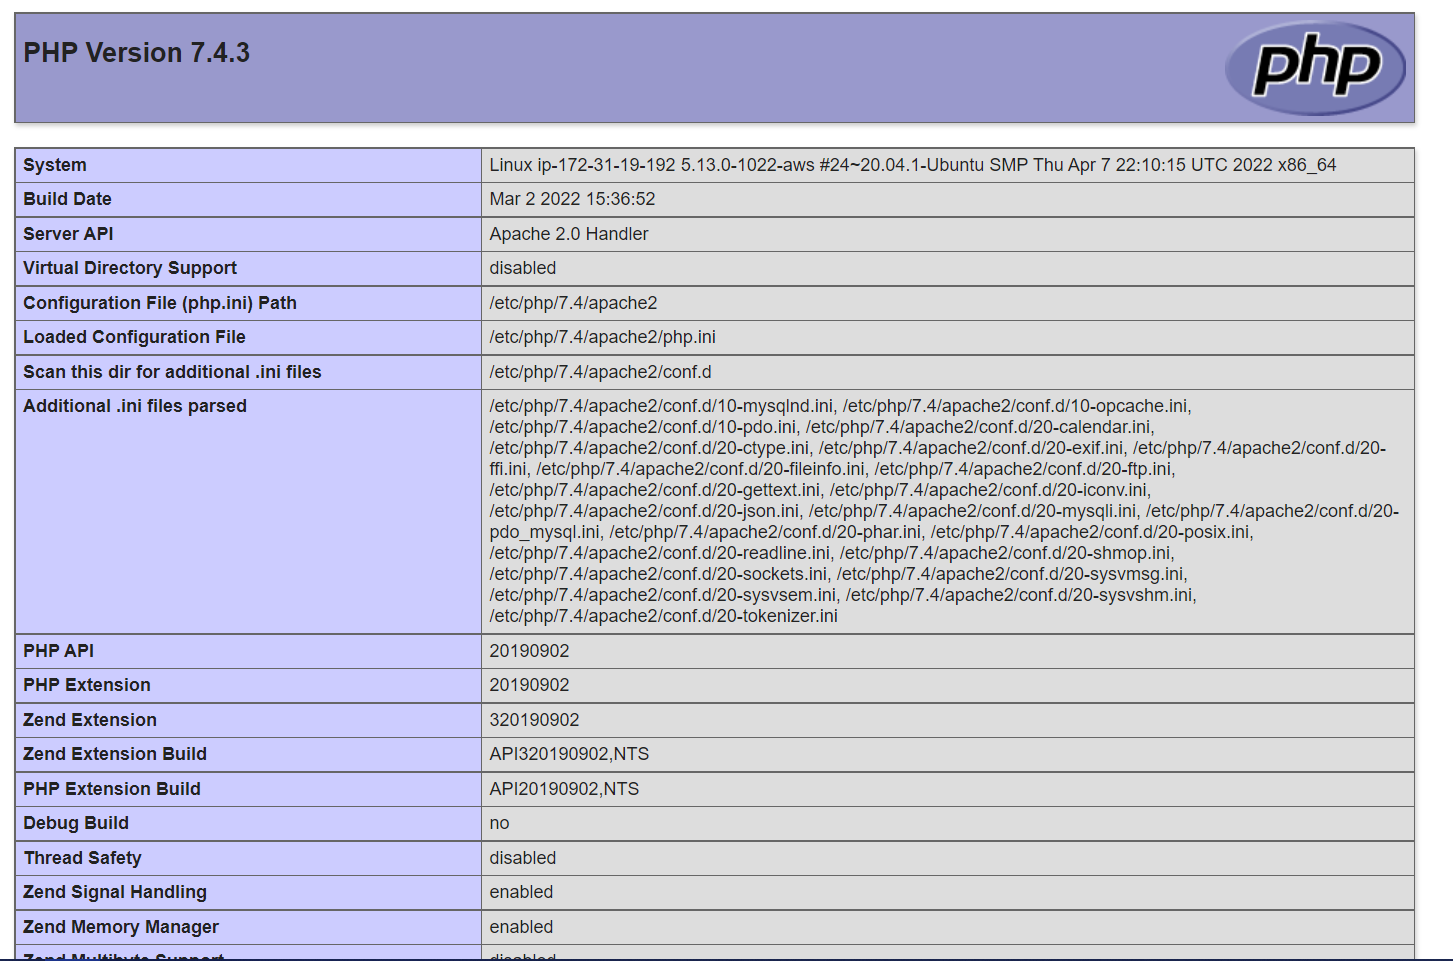 PHP Version 7.4.3
php
System Linux ip-172-31-19-192 5.13.0-1022-aws #24~20.04.1-Ubuntu SMP Thu Apr 7 22:10:15 UTC 2022 x86_64
Build Date Mar 2 2022 15:36:52
Server API Apache 2.0 Handler
Virtual Directory Support disabled
Configuration File (php.ini) Path /etc/php/7.4/apache2
Loaded Configuration File /etc/php/7.4/apache2/php.ini
Scan this dir for additional .ini files /etc/php/7.4/apache2/conf.d
Additional .ini files parsed /etc/php/7.4/apache2/conf.d/10-mysqlnd.ini, /etc/php/7.4/apache2/conf.d/10-opcache.ini,
/etc/php/7.4/apache2/conf.d/10-pdo.ini, /etc/php/7.4/apache2/conf.d/20-calendar.ini,
/etc/php/7.4/apache2/conf.d/20-ctype.ini, /etc/php/7.4/apache2/conf.d/20-exif.ini, /etc/php/7.4/apache2/conf.d/20-
ffi.ini, /etc/php/7.4/apache2/conf.d/20-fileinfo.ini, /etc/php/7.4/apache2/conf.d/20-ftp.ini,
/etc/php/7.4/apache2/conf.d/20-gettext.ini, /etc/php/7.4/apache2/conf.d/20-iconv.ini,
/etc/php/7.4/apache2/conf.d/20-json.ini, /etc/php/7.4/apache2/conf.d/20-mysqli.ini, /etc/php/7.4/apache2/conf.d/20-
pdo_mysql.ini, /etc/php/7.4/apache2/conf.d/20-phar.ini, /etc/php/7.4/apache2/conf.d/20-posix.ini,
/etc/php/7.4/apache2/conf.d/20-readline.ini, /etc/php/7.4/apache2/conf.d/20-shmop.ini,
/etc/php/7.4/apache2/conf.d/20-sockets.ini, /etc/php/7.4/apache2/conf.d/20-sysvmsg.ini,
/etc/php/7.4/apache2/conf.d/20-sysvsem.ini, /etc/php/7.4/apache2/conf.d/20-sysvshm.ini,
/etc/php/7.4/apache2/conf.d/20-tokenizer.ini
PHP API 20190902
PHP Extension 20190902
Zend Extension 320190902
Zend Extension Build API320190902,NTS
PHP Extension Build API20190902,NTS
Debug Build no
Thread Safety disabled
Zend Signal Handling enabled
Zend Memory Manager enabled
Zend Multibyte Support disabled